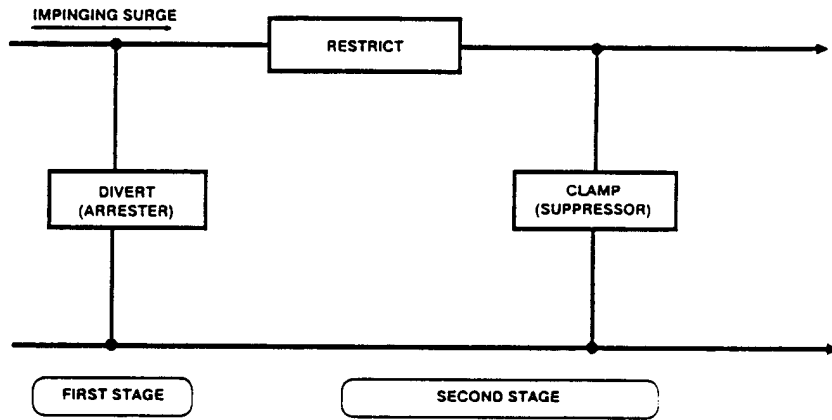 IMPINGING SURGE
RESTRICT
DIVERT
(ARRESTER)
CLAMP
(SUPPRESSOR)
FIRST STAGE
SECOND STAGE